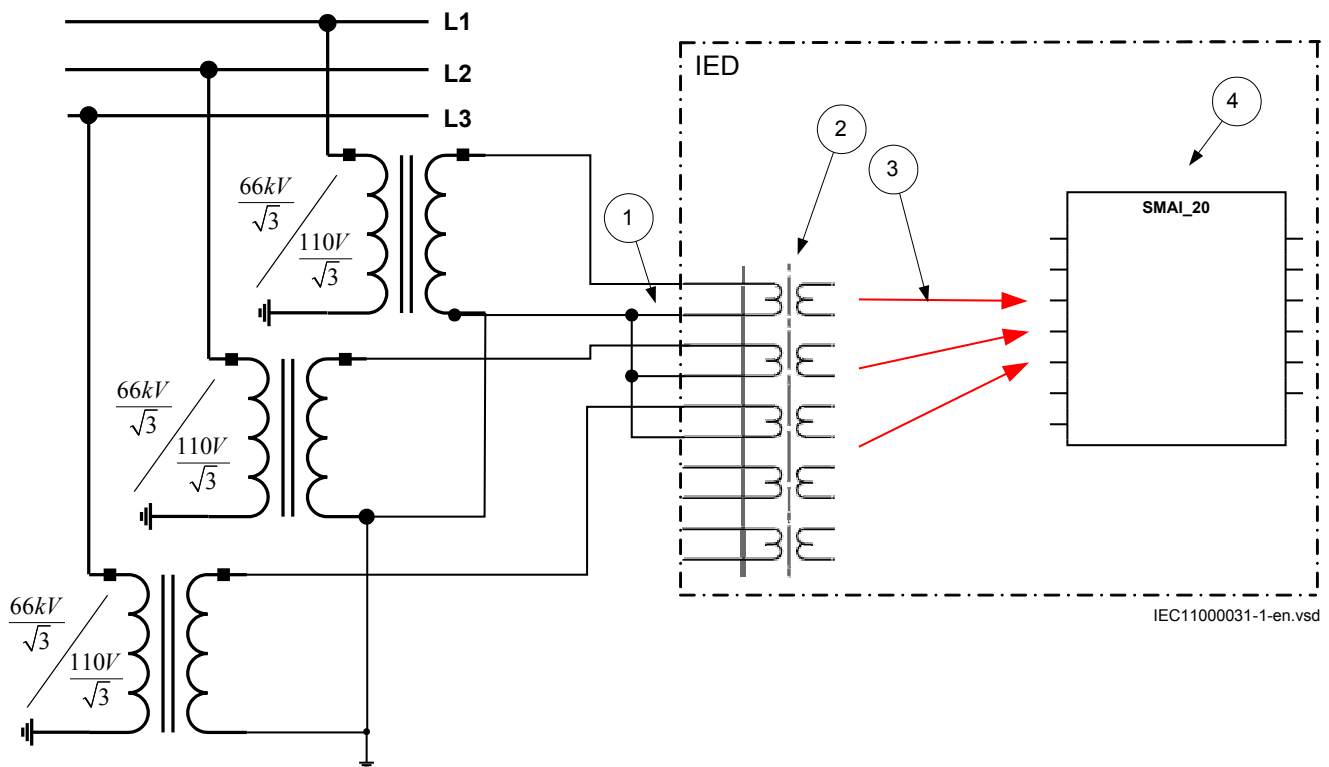 L1
L2
L3
IED
66kV
√3
110V
√3
66kV
√3
110V
√3
66kV
√3
110V
√3
1
2
3
4
SMAI_20
IEC11000031-1-en.vsd